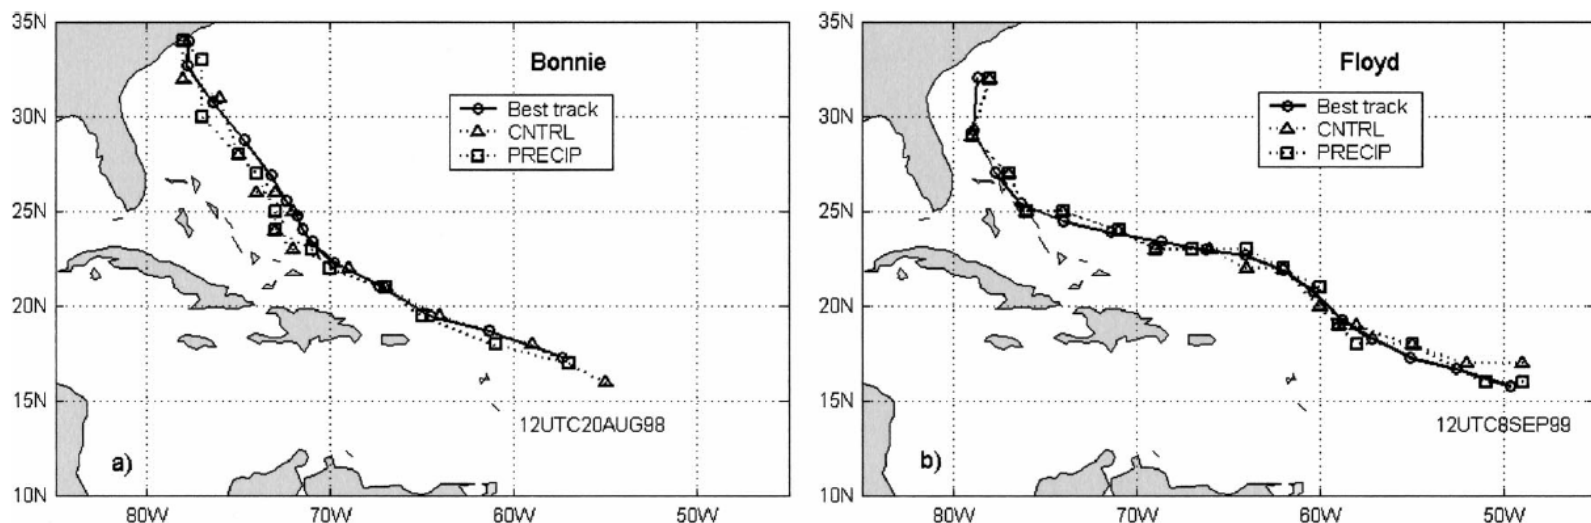 35N
30N
25N
20N
15N
10N
80W
70W
60W
50W
Bonnie
Best track
CNTRL
PRECIP
12UTC20AUG98
a)
35N
30N
25N
20N
15N
10N
80W
70W
60W
50W
Floyd
Best track
CNTRL
PRECIP
12UTC8SEP99
b)